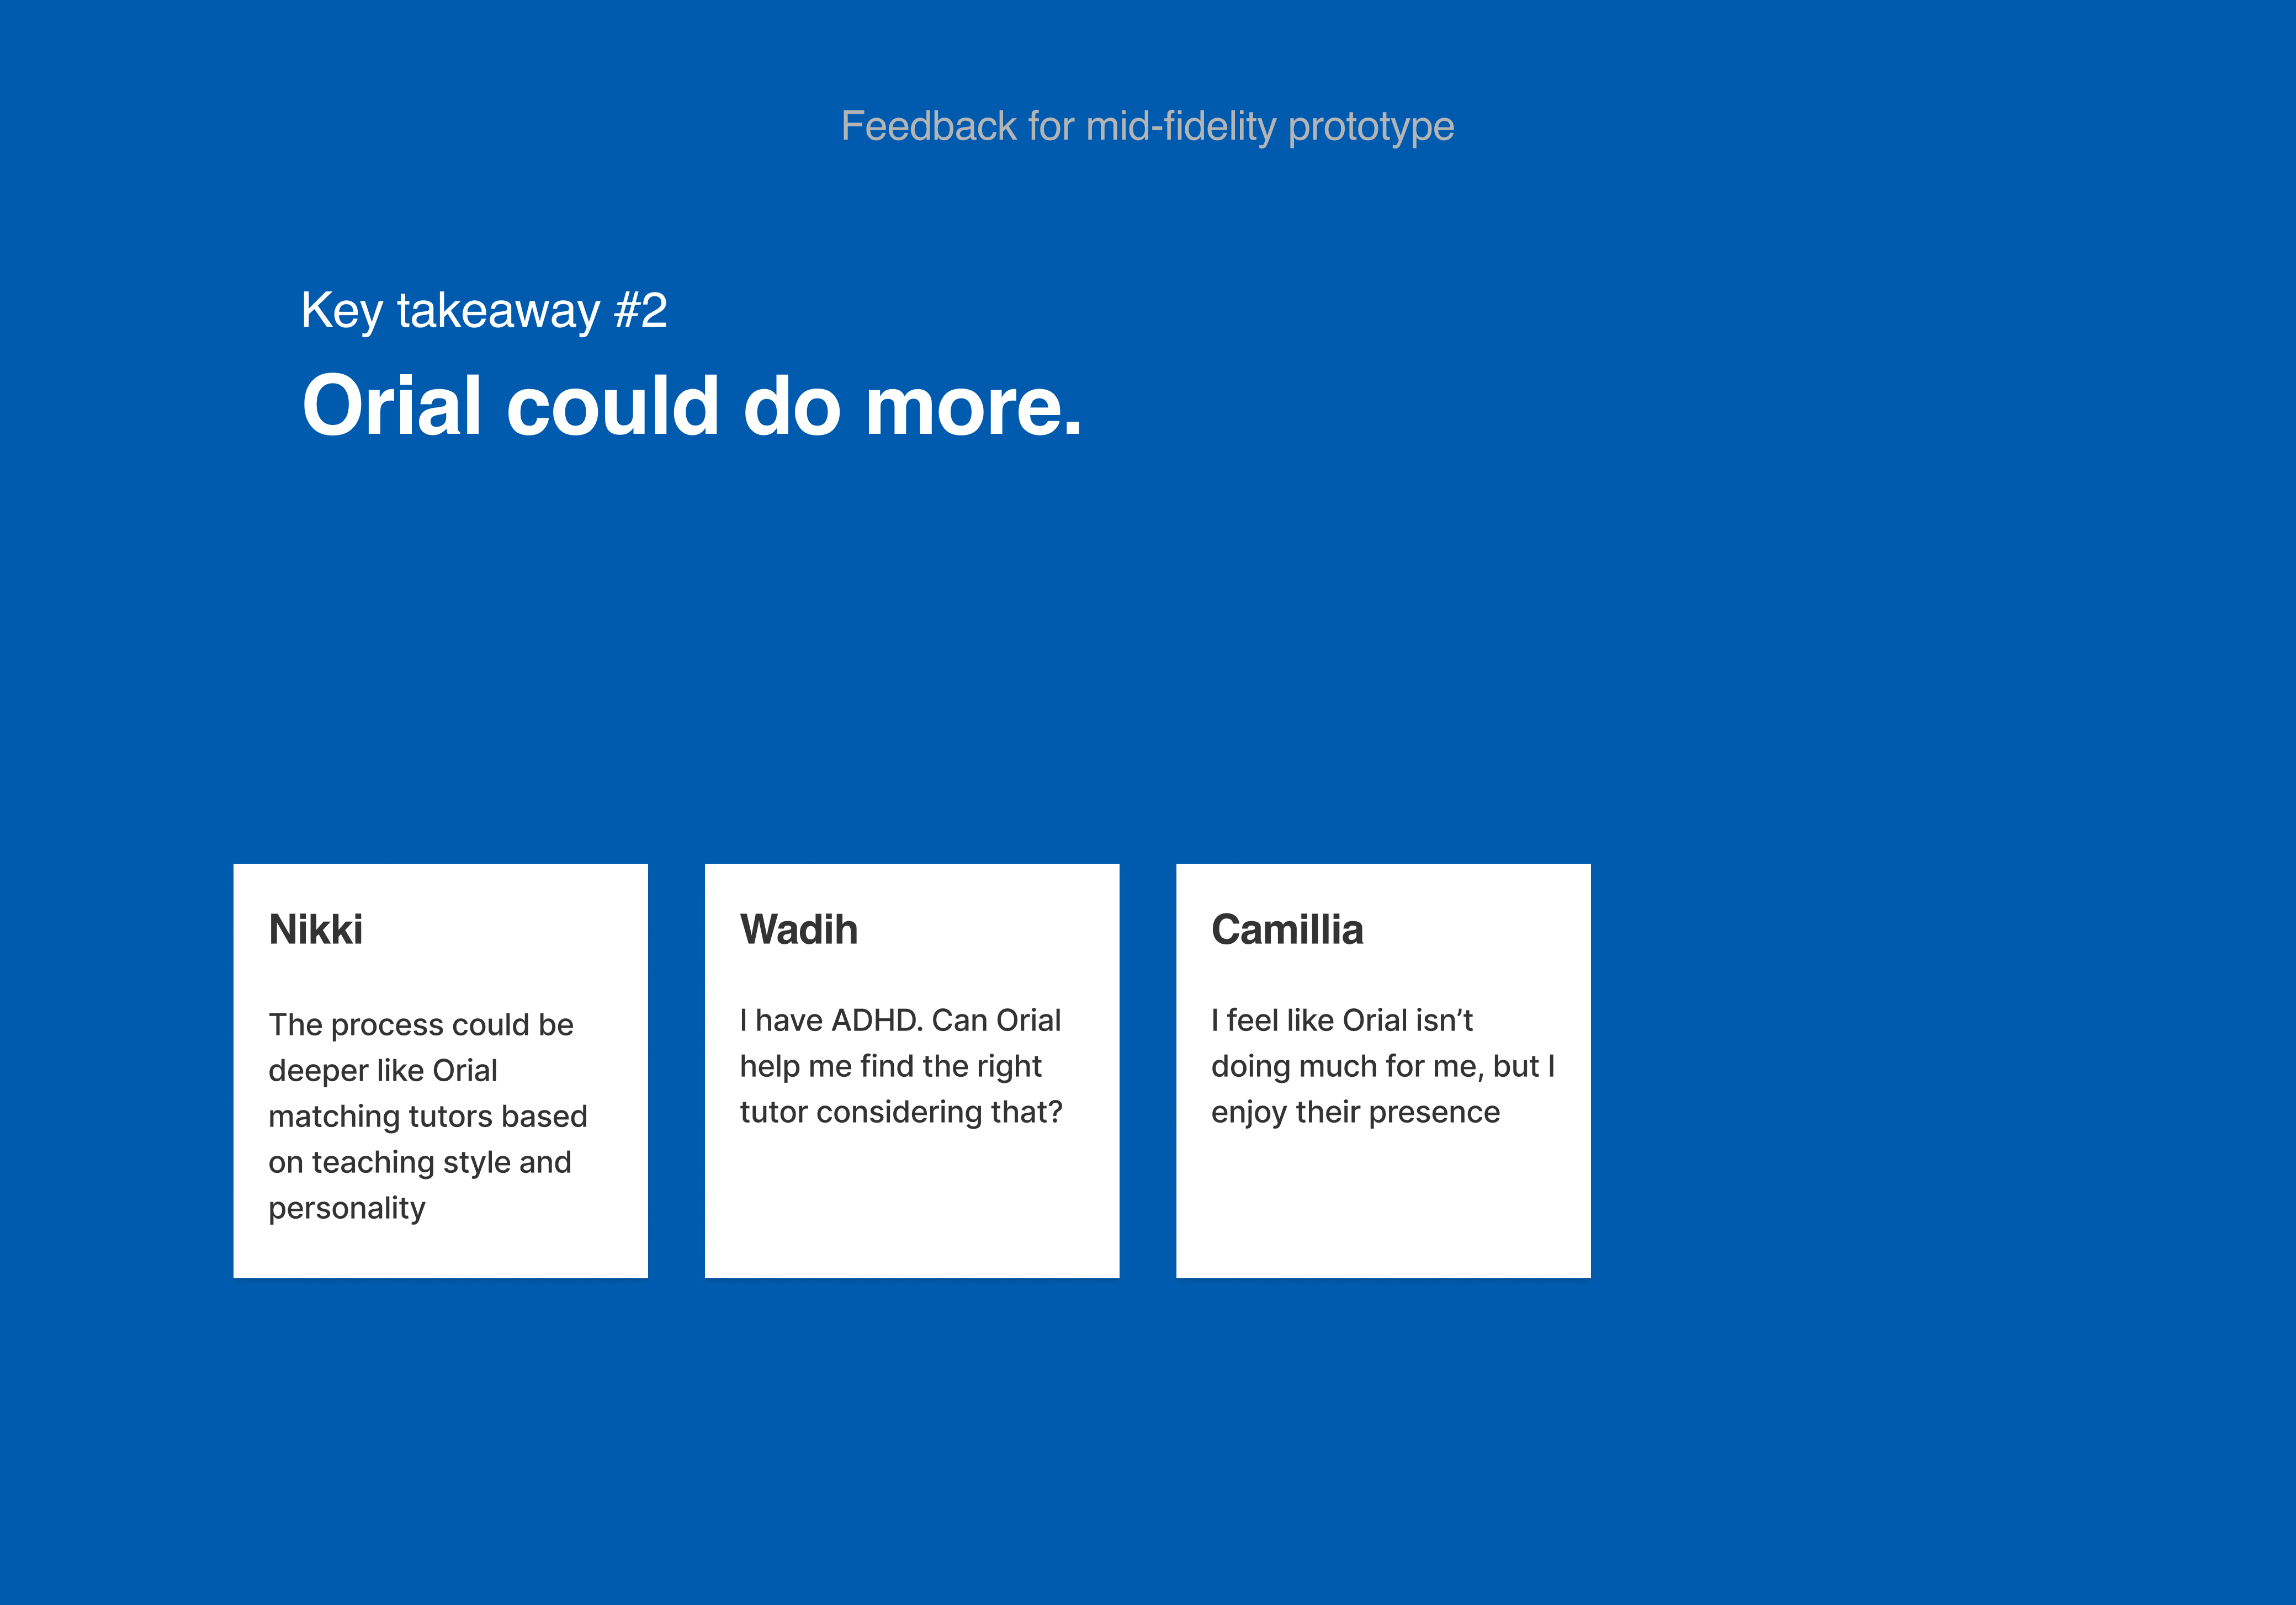 Feedback for mid-fidelity prototype
Key takeaway #2
Orial could do more.
Nikki
The process could be
deeper like Orial
matching tutors based
on teaching style and
personality
Wadih
I have ADHD. Can Orial
help me find the right
tutor considering that?
Camillia
I feel like Orial isn’t
doing much for me, but I
enjoy their presence